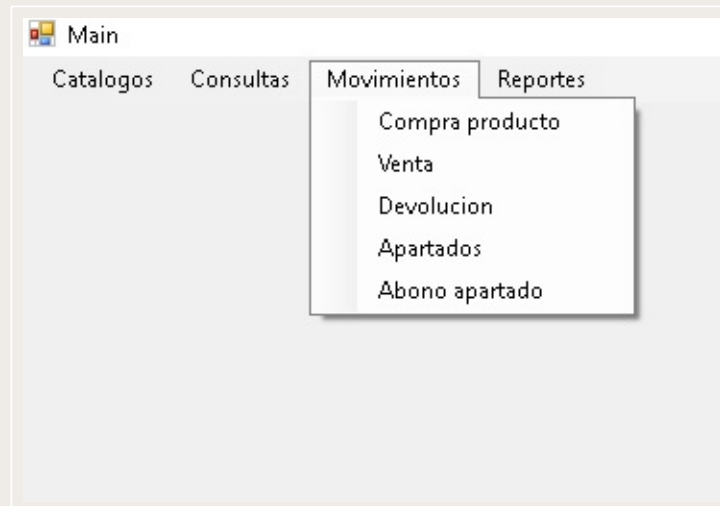 Main
Catalogos Consultas Movimientos Reportes
Compra producto
Venta
Devolucion
Apartados
Abono apartado